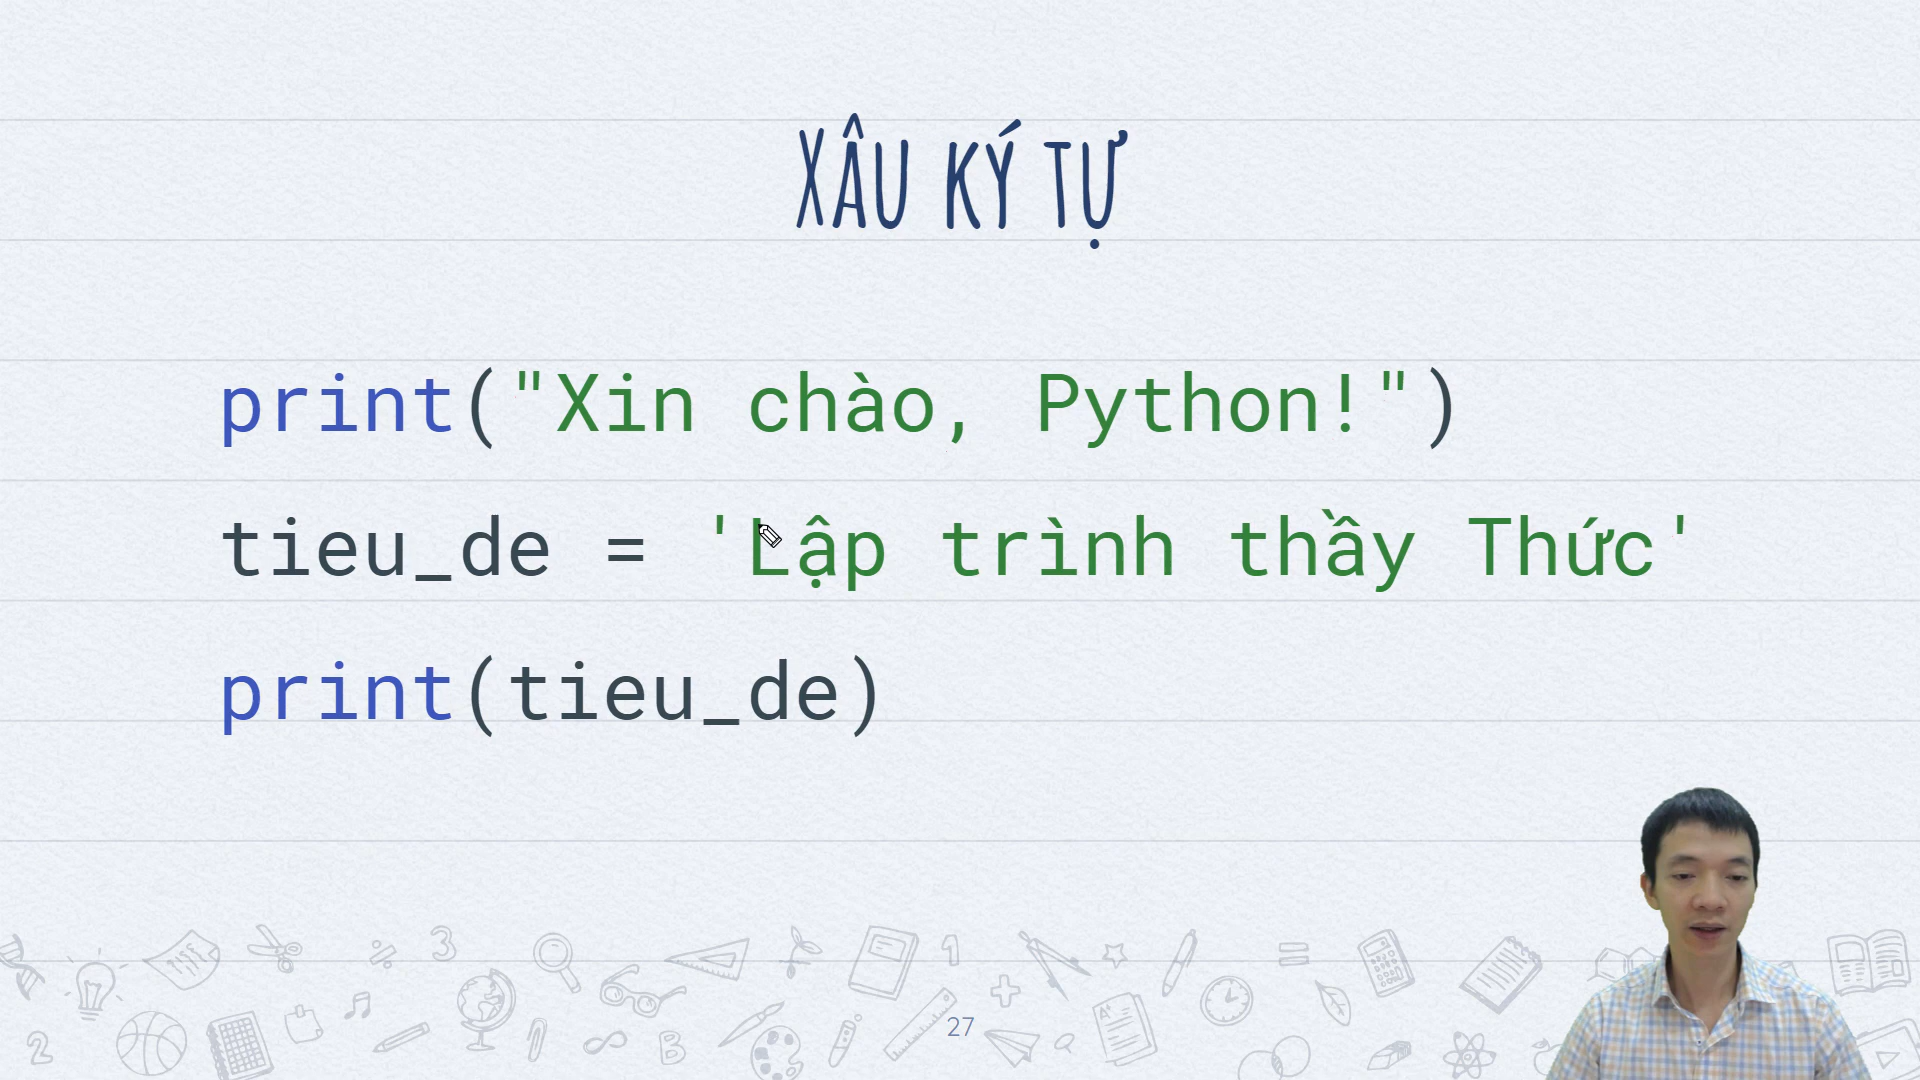 Xâu ký tự
print("Xin chào, Python!")
tieu_de = 'Lập trình thầy Thức'
print(tieu_de)
27